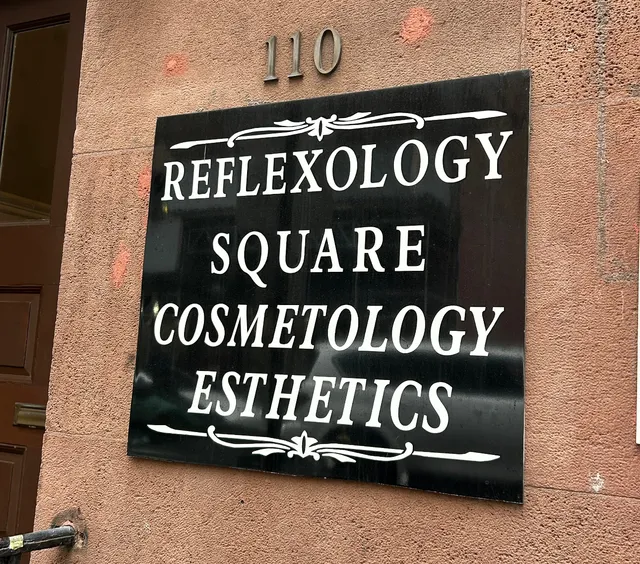 110
REFLEXOLOGY
SQUARE
COSMETOLOGY
ESTHETICS